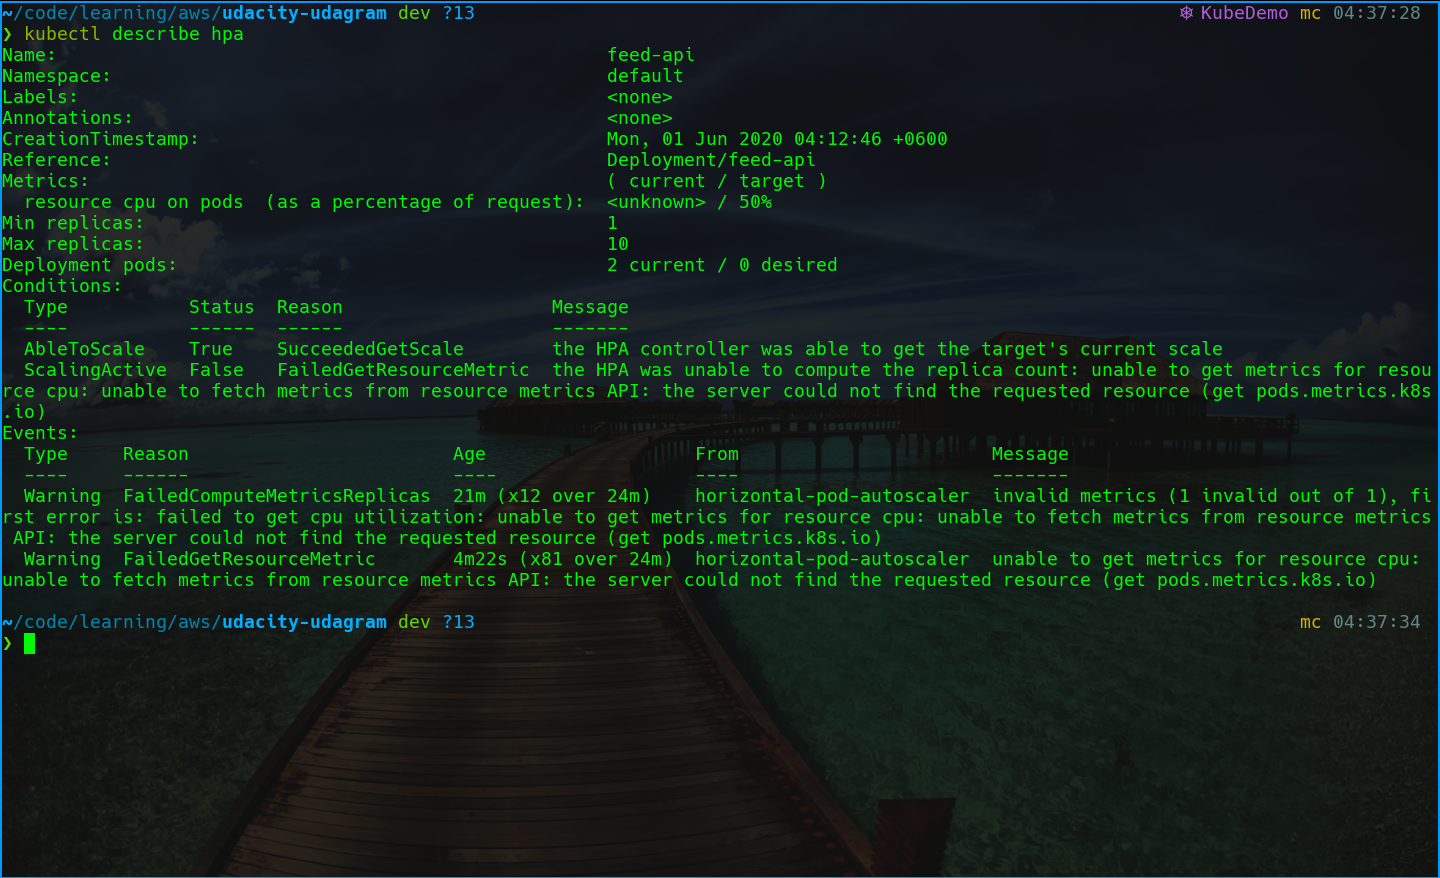 ~/code/learning/aws/udacity-udagram dev ?13 ⎈ KubeDemo mc 04:37:28
❯ kubectl describe hpa
Name: feed-api
Namespace: default
Labels: <none>
Annotations: <none>
CreationTimestamp: Mon, 01 Jun 2020 04:12:46 +0600
Reference: Deployment/feed-api
Metrics: ( current / target )
resource cpu on pods (as a percentage of request): <unknown> / 50%
Min replicas: 1
Max replicas: 10
Deployment pods: 2 current / 0 desired
Conditions:
Type Status Reason Message
---- ------ ------ -------
AbleToScale True SucceededGetScale the HPA controller was able to get the target's current scale
ScalingActive False FailedGetResourceMetric the HPA was unable to compute the replica count: unable to get metrics for resou
rce cpu: unable to fetch metrics from resource metrics API: the server could not find the requested resource (get pods.metrics.k8s
.io)
Events:
Type Reason Age From Message
---- ------ ---- ---- -------
Warning FailedComputeMetricsReplicas 21m (x12 over 24m) horizontal-pod-autoscaler invalid metrics (1 invalid out of 1), fi
rst error is: failed to get cpu utilization: unable to get metrics for resource cpu: unable to fetch metrics from resource metrics
API: the server could not find the requested resource (get pods.metrics.k8s.io)
Warning FailedGetResourceMetric 4m22s (x81 over 24m) horizontal-pod-autoscaler unable to get metrics for resource cpu:
unable to fetch metrics from resource metrics API: the server could not find the requested resource (get pods.metrics.k8s.io)
~/code/learning/aws/udacity-udagram dev ?13 mc 04:37:34
❯